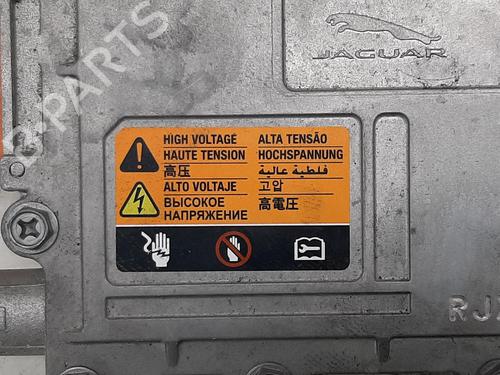 JAGUAR
HIGH VOLTAGE
HAUTE TENSION
高压
ALTO VOLTAJE
ВЫСОКОЕ
НАПРЯЖЕНИЕ
ALTA TENSÃO
HOCHSPANNUNG
فلطية عالية
고압
高電圧
B-PARTS